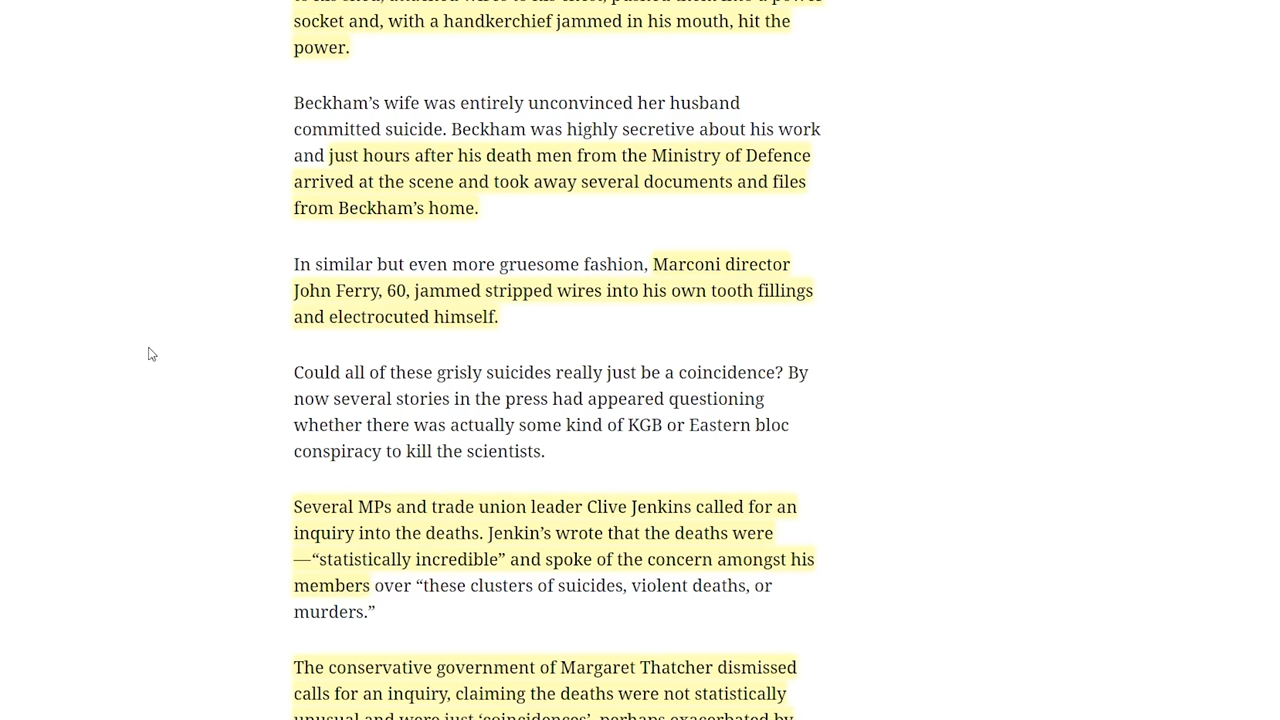 socket and, with a handkerchief jammed in his mouth, hit the
power.
Beckham’s wife was entirely unconvinced her husband
committed suicide. Beckham was highly secretive about his work
and just hours after his death men from the Ministry of Defence
arrived at the scene and took away several documents and files
from Beckham’s home.
In similar but even more gruesome fashion, Marconi director
John Ferry, 60, jammed stripped wires into his own tooth fillings
and electrocuted himself.
Could all of these grisly suicides really just be a coincidence? By
now several stories in the press had appeared questioning
whether there was actually some kind of KGB or Eastern bloc
conspiracy to kill the scientists.
Several MPs and trade union leader Clive Jenkins called for an
inquiry into the deaths. Jenkin’s wrote that the deaths were
—“statistically incredible” and spoke of the concern amongst his
members over “these clusters of suicides, violent deaths, or
murders.”
The conservative government of Margaret Thatcher dismissed
calls for an inquiry, claiming the deaths were not statistically
unusual and were just ‘coincidences’, perhaps exacerbated by